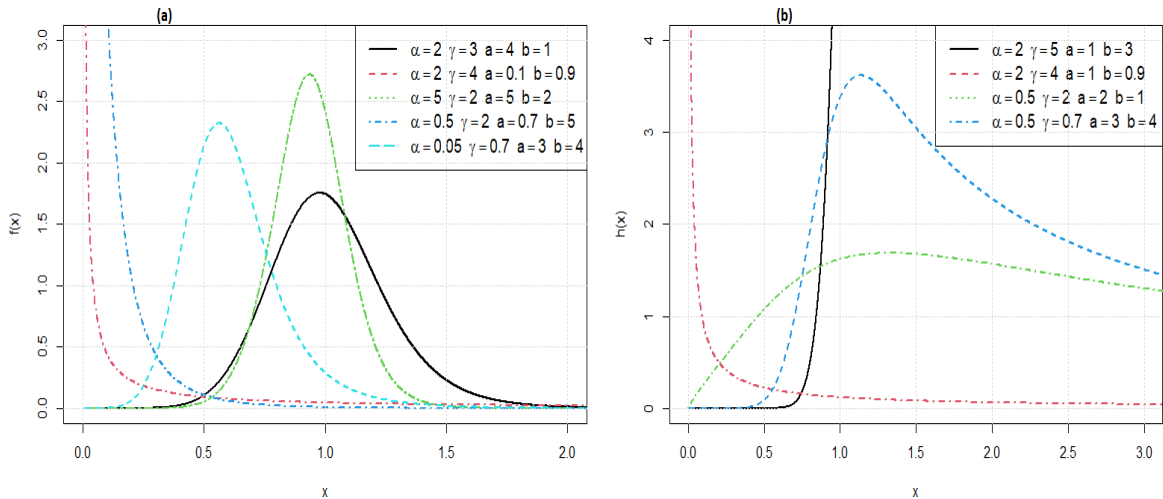 (a)
f(x)
3.0
2.5
2.0
1.5
1.0
0.5
0.0
α = 2 γ = 3 a = 4 b = 1
α = 2 γ = 4 a = 0.1 b = 0.9
α = 5 γ = 2 a = 5 b = 2
α = 0.5 γ = 2 a = 0.7 b = 5
α = 0.05 γ = 0.7 a = 3 b = 4
0.0 0.5 1.0 1.5 2.0
x
(b)
h(x)
4
3
2
1
0
α = 2 γ = 5 a = 1 b = 3
α = 2 γ = 4 a = 1 b = 0.9
α = 0.5 γ = 2 a = 2 b = 1
α = 0.5 γ = 0.7 a = 3 b = 4
0.0 0.5 1.0 1.5 2.0 2.5 3.0
x